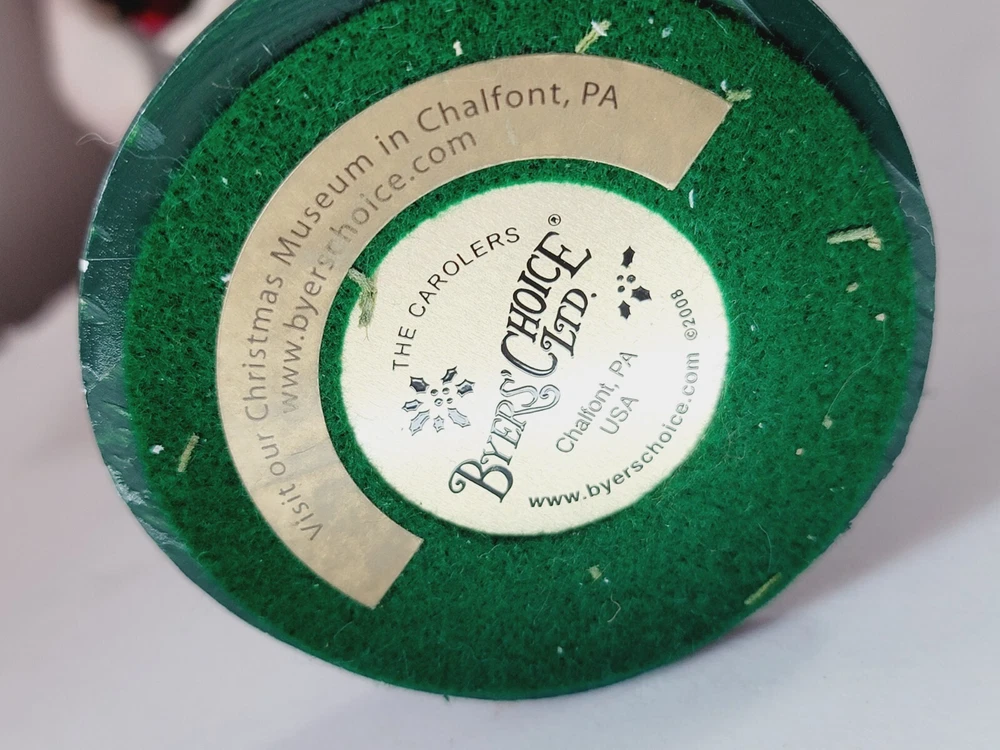 Visit our Christmas Museum in Chalfont, PA
www.byerschoice.com
THE CAROLERS
BYERS' CHOICE®
LTD.
Chalfont, PA
USA
www.byerschoice.com ©2008